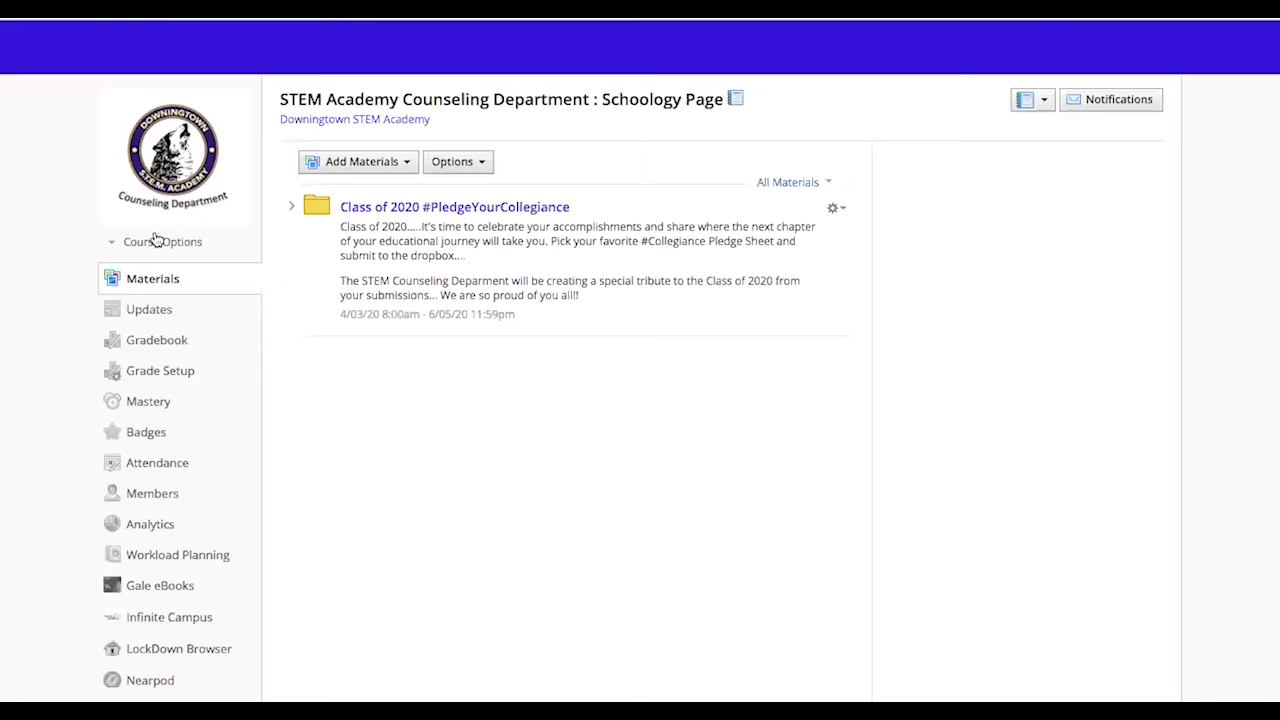 STEM Academy Counseling Department : Schoology Page
Notifications
Downingtown STEM Academy
DOWNINGTOWN
S.T.E.M. ACADEMY
Counseling Department
Course Options
Materials
Updates
Gradebook
Grade Setup
Mastery
Badges
Attendance
Members
Analytics
Workload Planning
Gale eBooks
Infinite Campus
LockDown Browser
Nearpod
Add Materials
Options
All Materials
Class of 2020 #PledgeYourCollegiance
Class of 2020.....It's time to celebrate your accomplishments and share where the next chapter
of your educational journey will take you. Pick your favorite #Collegiance Pledge Sheet and
submit to the dropbox....
The STEM Counseling Deparment will be creating a special tribute to the Class of 2020 from
your submissions... We are so proud of you all!!
4/03/20 8:00am - 6/05/20 11:59pm